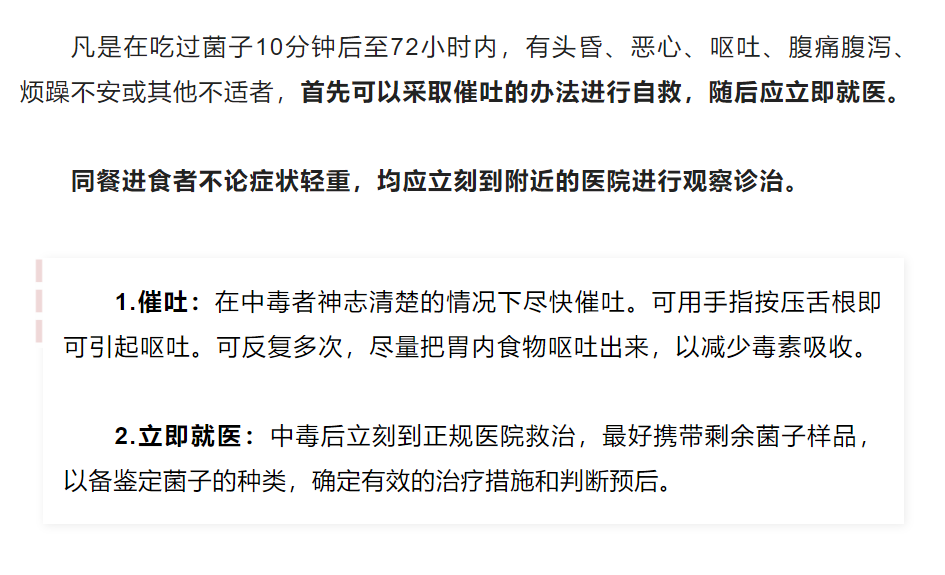 凡是在吃过菌子10分钟后至72小时内，有头昏、恶心、呕吐、腹痛腹泻、
烦躁不安或其他不适者，首先可以采取催吐的办法进行自救，随后应立即就医。
同餐进食者不论症状轻重，均应立刻到附近的医院进行观察诊治。
1.催吐：在中毒者神志清楚的情况下尽快催吐。可用手指按压舌根即
可引起呕吐。可反复多次，尽量把胃内食物呕吐出来，以减少毒素吸收。
2.立即就医：中毒后立刻到正规医院救治，最好携带剩余菌子样品，
以备鉴定菌子的种类，确定有效的治疗措施和判断预后。